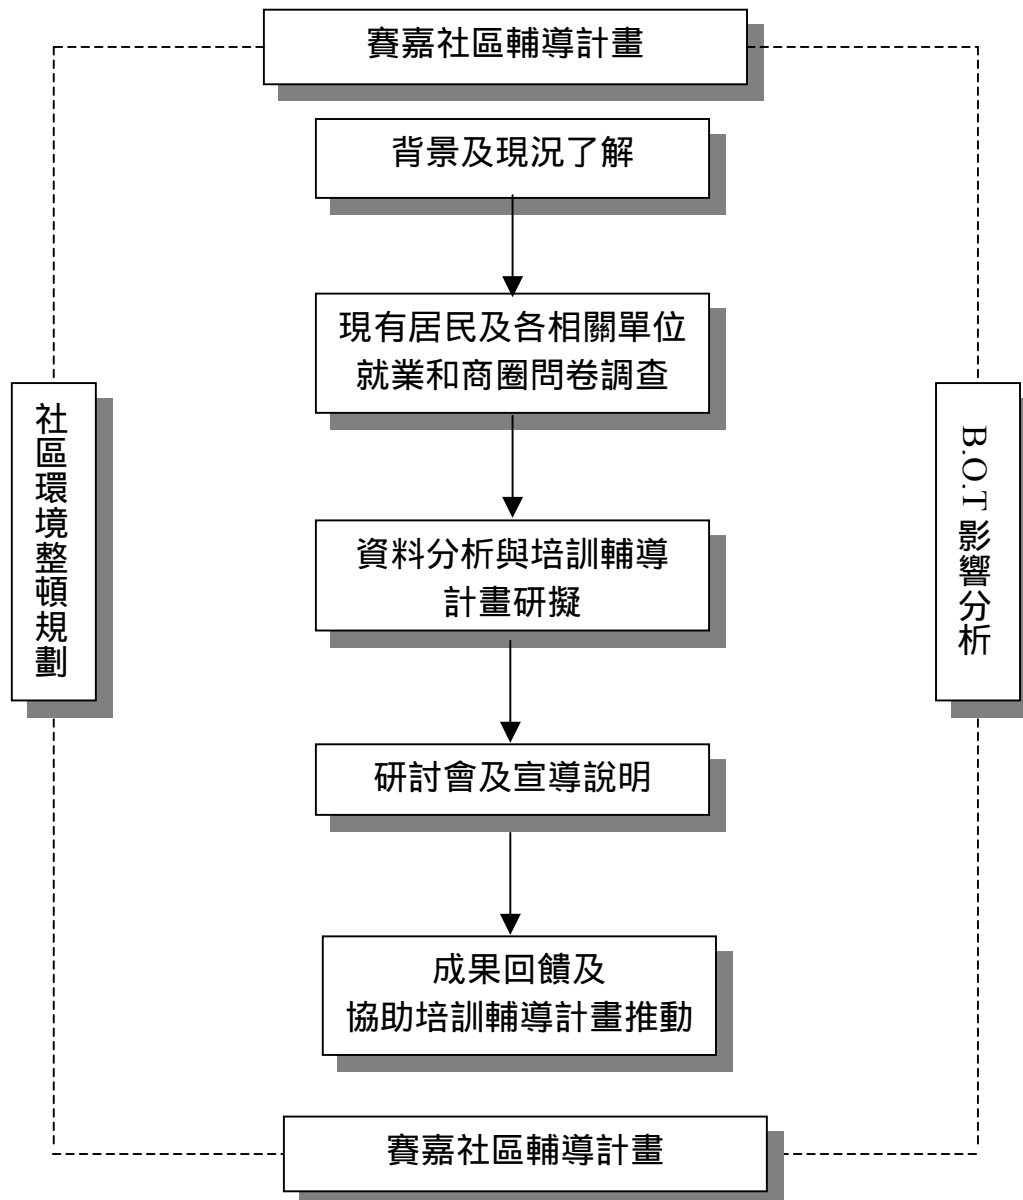 賽嘉社區輔導計畫
背景及現況了解
現有居民及各相關單位
就業和商圈問卷調查
社區環境整頓規劃
B.O.T 影響分析
資料分析與培訓輔導
計畫研擬
研討會及宣導說明
成果回饋及
協助培訓輔導計畫推動
賽嘉社區輔導計畫